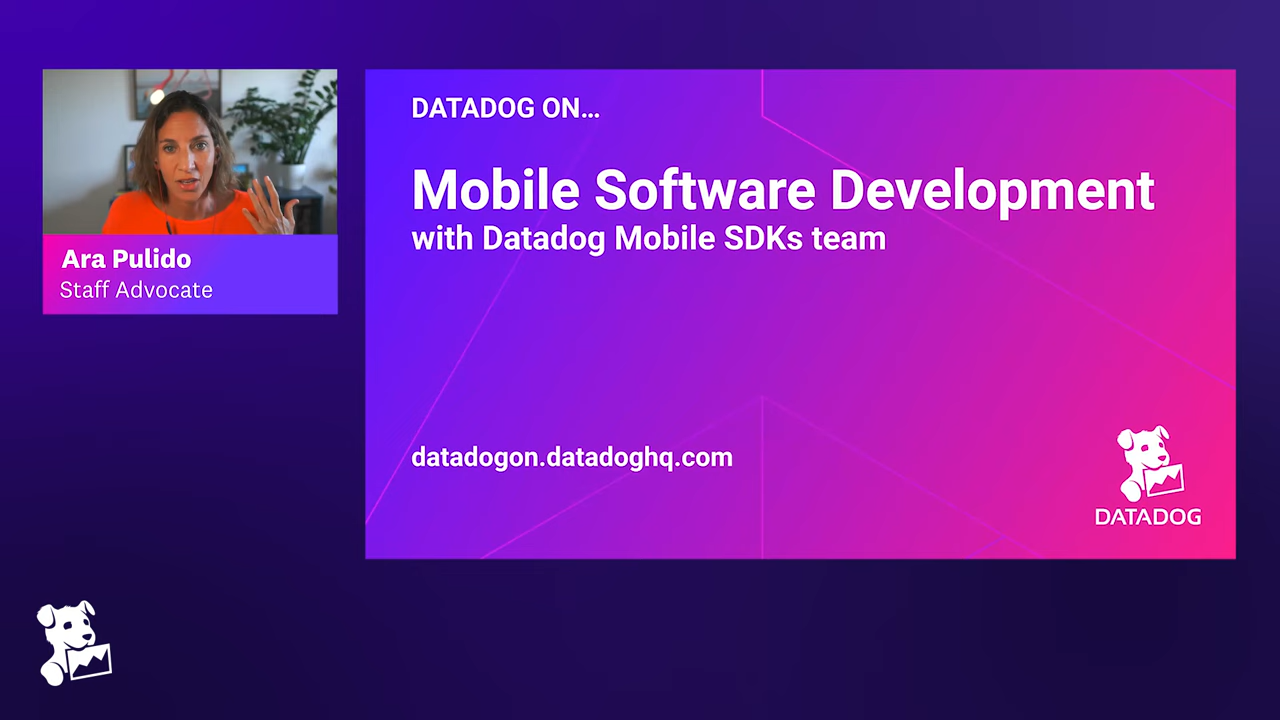 Ara Pulido
Staff Advocate
DATADOG ON...
Mobile Software Development
with Datadog Mobile SDKs team
datadogon.datadoghq.com
DATADOG